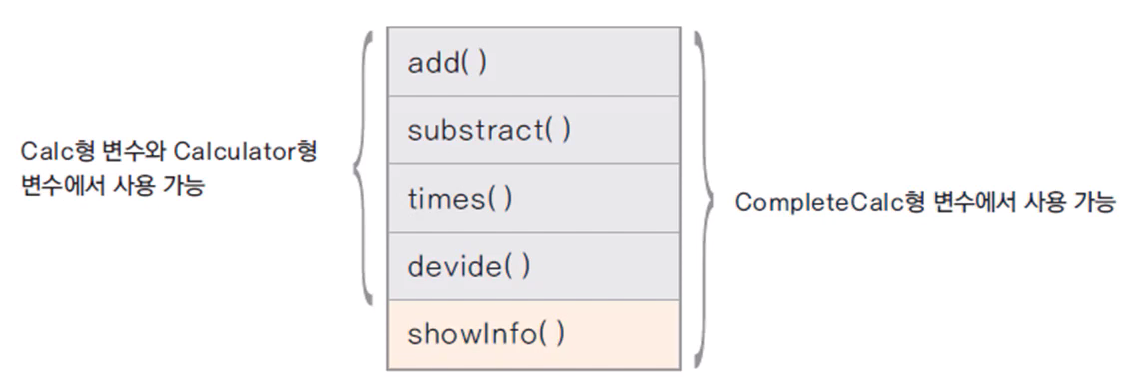 Calc형 변수와 Calculator형
변수에서 사용 가능
add( )
substract( )
times( )
devide( )
showInfo( )
CompleteCalc형 변수에서 사용 가능